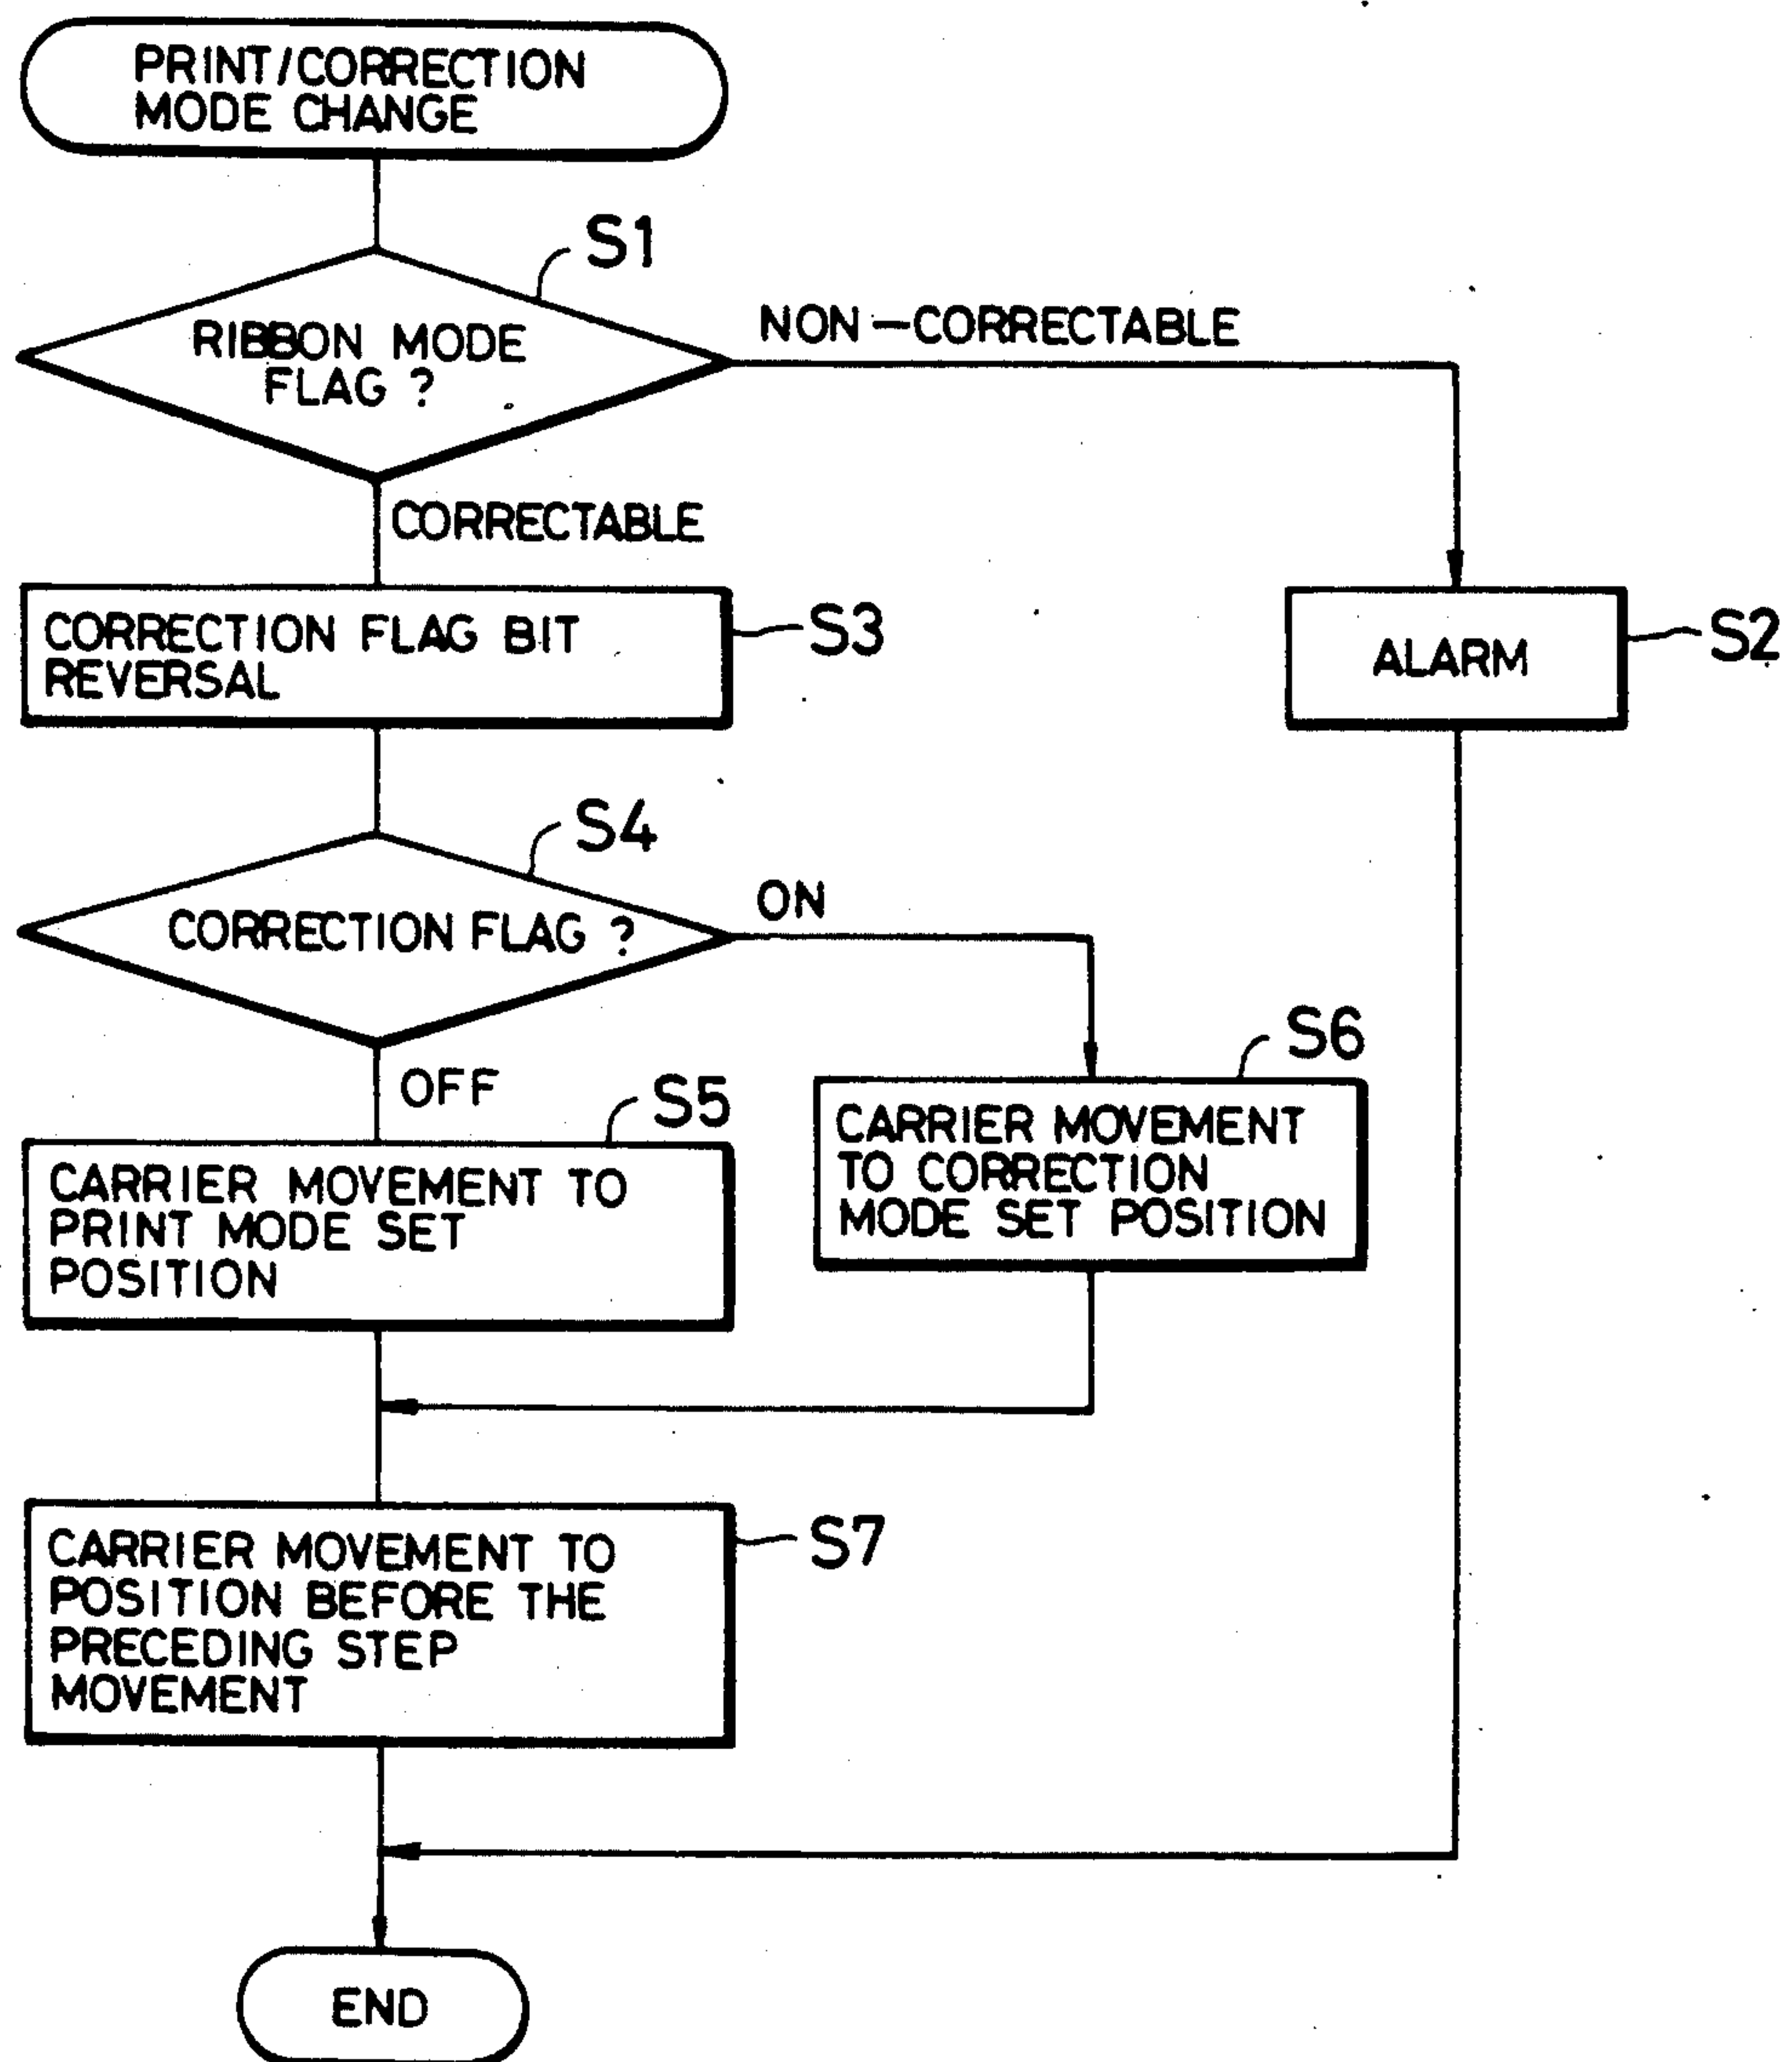 PRINT/CORRECTION
MODE CHANGE
S1
RIBBON MODE
FLAG ?
NON-CORRECTABLE
CORRECTABLE
CORRECTION FLAG BIT
REVERSAL
S3
ALARM
S2
S4
CORRECTION FLAG ?
ON
OFF
S5
CARRIER MOVEMENT TO
PRINT MODE SET
POSITION
S6
CARRIER MOVEMENT
TO CORRECTION
MODE SET POSITION
CARRIER MOVEMENT TO
POSITION BEFORE THE
PRECEDING STEP
MOVEMENT
S7
END